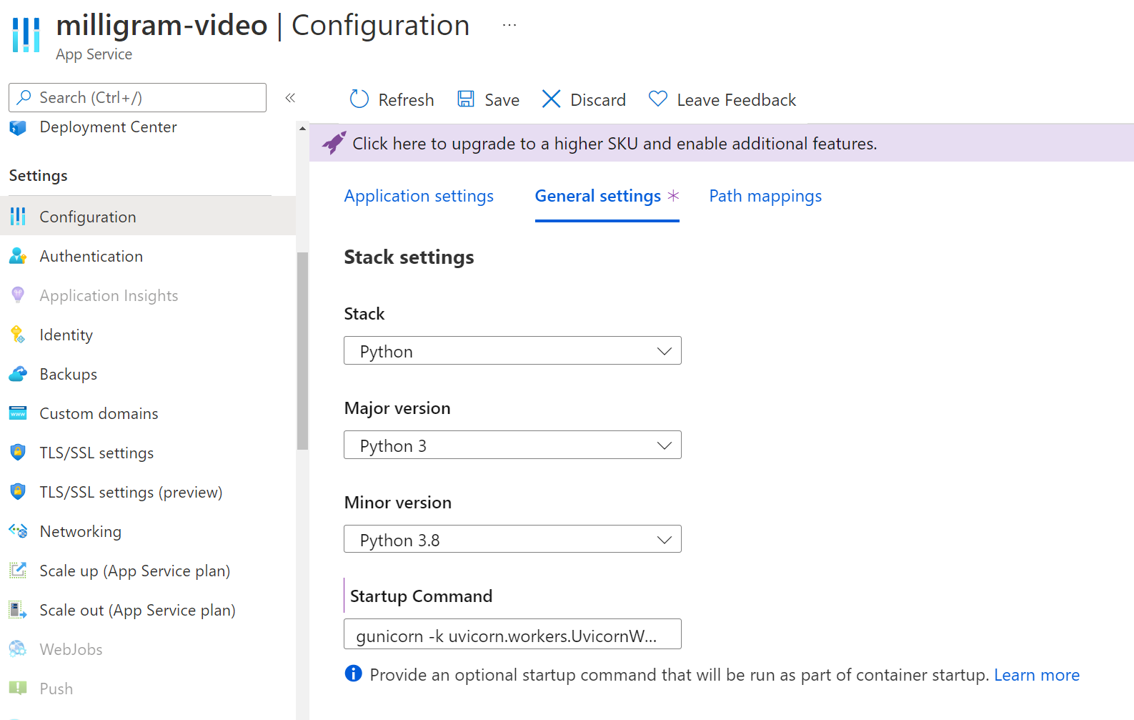 milligram-video | Configuration ...
App Service
Search (Ctrl+/)
«
Refresh
Save
Discard
Leave Feedback
Deployment Center
Settings
Configuration
Authentication
Application Insights
Identity
Backups
Custom domains
TLS/SSL settings
TLS/SSL settings (preview)
Networking
Scale up (App Service plan)
Scale out (App Service plan)
WebJobs
Push
Click here to upgrade to a higher SKU and enable additional features.
Application settings
General settings *
Path mappings
Stack settings
Stack
Python
Major version
Python 3
Minor version
Python 3.8
Startup Command
gunicorn -k uvicorn.workers.UvicornW...
Provide an optional startup command that will be run as part of container startup. Learn more